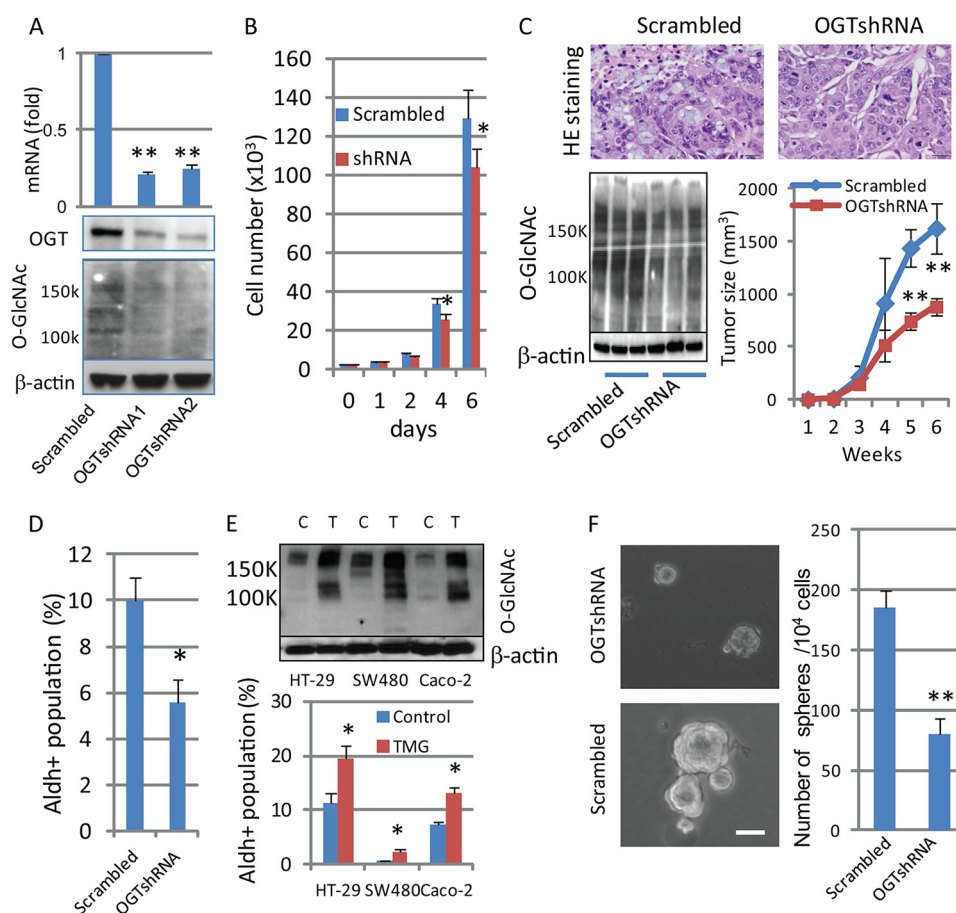 A
1
0.5
0
mRNA (fold)
**
**
OGT
O-GlcNAc
150k
100k
β-actin
Scrambled
OGTshRNA1
OGTshRNA2
B
160
140
120
100
80
60
40
20
0
Cell number (x10³)
Scrambled
shRNA
*
*
0 1 2 4 6
days
C
Scrambled OGTshRNA
HE staining
O-GlcNAc
150K
100K
β-actin
Scrambled
OGTshRNA
Scrambled
OGTshRNA
2000
1500
1000
500
0
Tumor size (mm³)
**
**
1 2 3 4 5 6
Weeks
D
12
10
8
6
4
2
0
Aldh+ population (%)
*
Scrambled
OGTshRNA
E
C T C T C T
150K
100K
O-GlcNAc
β-actin
HT-29 SW480 Caco-2
30
20
10
0
Aldh+ population (%)
Control
TMG
*
*
*
HT-29 SW480 Caco-2
F
OGTshRNA
Scrambled
250
200
150
100
50
0
Number of spheres /10⁴ cells
**
Scrambled
OGTshRNA